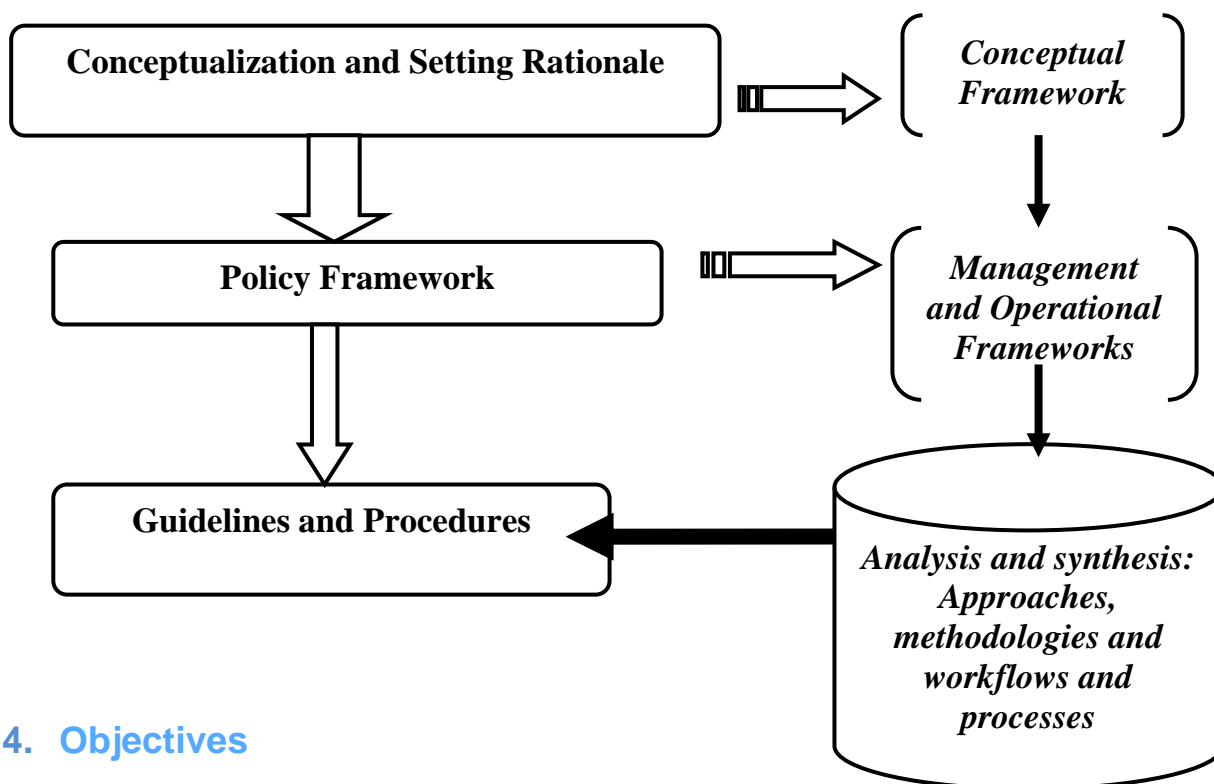 Conceptualization and Setting Rationale
Conceptual
Framework
Policy Framework
Management
and Operational
Frameworks
Guidelines and Procedures
Analysis and synthesis:
Approaches,
methodologies and
workflows and
processes
4. Objectives